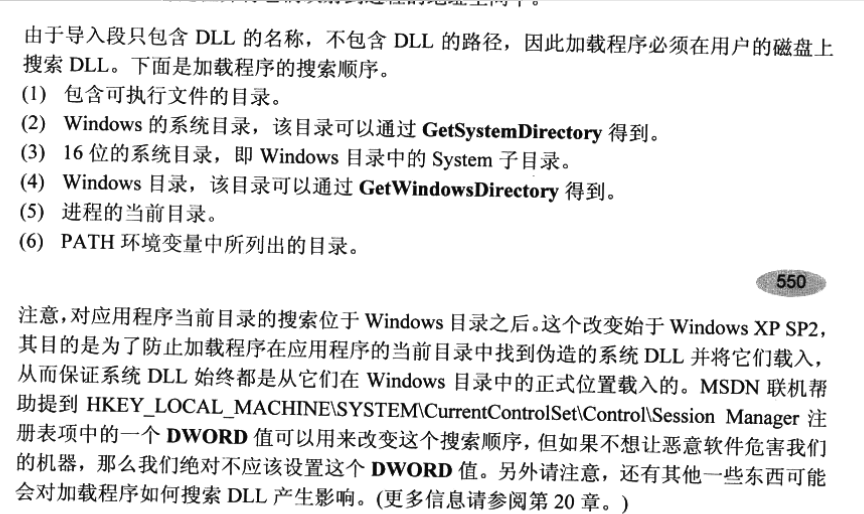 由于导入段只包含 DLL 的名称，不包含 DLL 的路径，因此加载程序必须在用户的磁盘上
搜索 DLL。下面是加载程序的搜索顺序。
(1) 包含可执行文件的目录。
(2) Windows 的系统目录，该目录可以通过 GetSystemDirectory 得到。
(3) 16 位的系统目录，即 Windows 目录中的 System 子目录。
(4) Windows 目录，该目录可以通过 GetWindowsDirectory 得到。
(5) 进程的当前目录。
(6) PATH 环境变量中所列出的目录。
550
注意，对应用程序当前目录的搜索位于 Windows 目录之后。这个改变始于 Windows XP SP2，
其目的是为了防止加载程序在应用程序的当前目录中找到伪造的系统 DLL 并将它们载入，
从而保证系统 DLL 始终都是从它们在 Windows 目录中的正式位置载入的。MSDN 联机帮
助提到 HKEY_LOCAL_MACHINE\SYSTEM\CurrentControlSet\Control\Session Manager 注
册表项中的一个 DWORD 值可以用来改变这个搜索顺序，但如果不想让恶意软件危害我们
的机器，那么我们绝对不应该设置这个 DWORD 值。另外请注意，还有其他一些东西可能
会对加载程序如何搜索 DLL 产生影响。(更多信息请参阅第 20 章。)